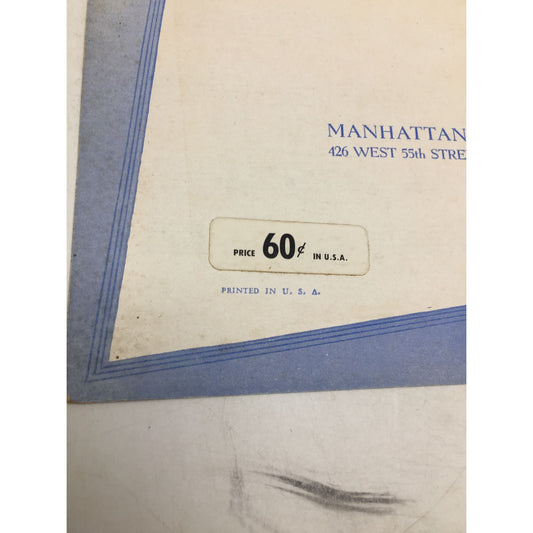 MANHATTAN
426 WEST 55th STRE
PRICE 60¢ IN U.S.A.
PRINTED IN U. S. A.